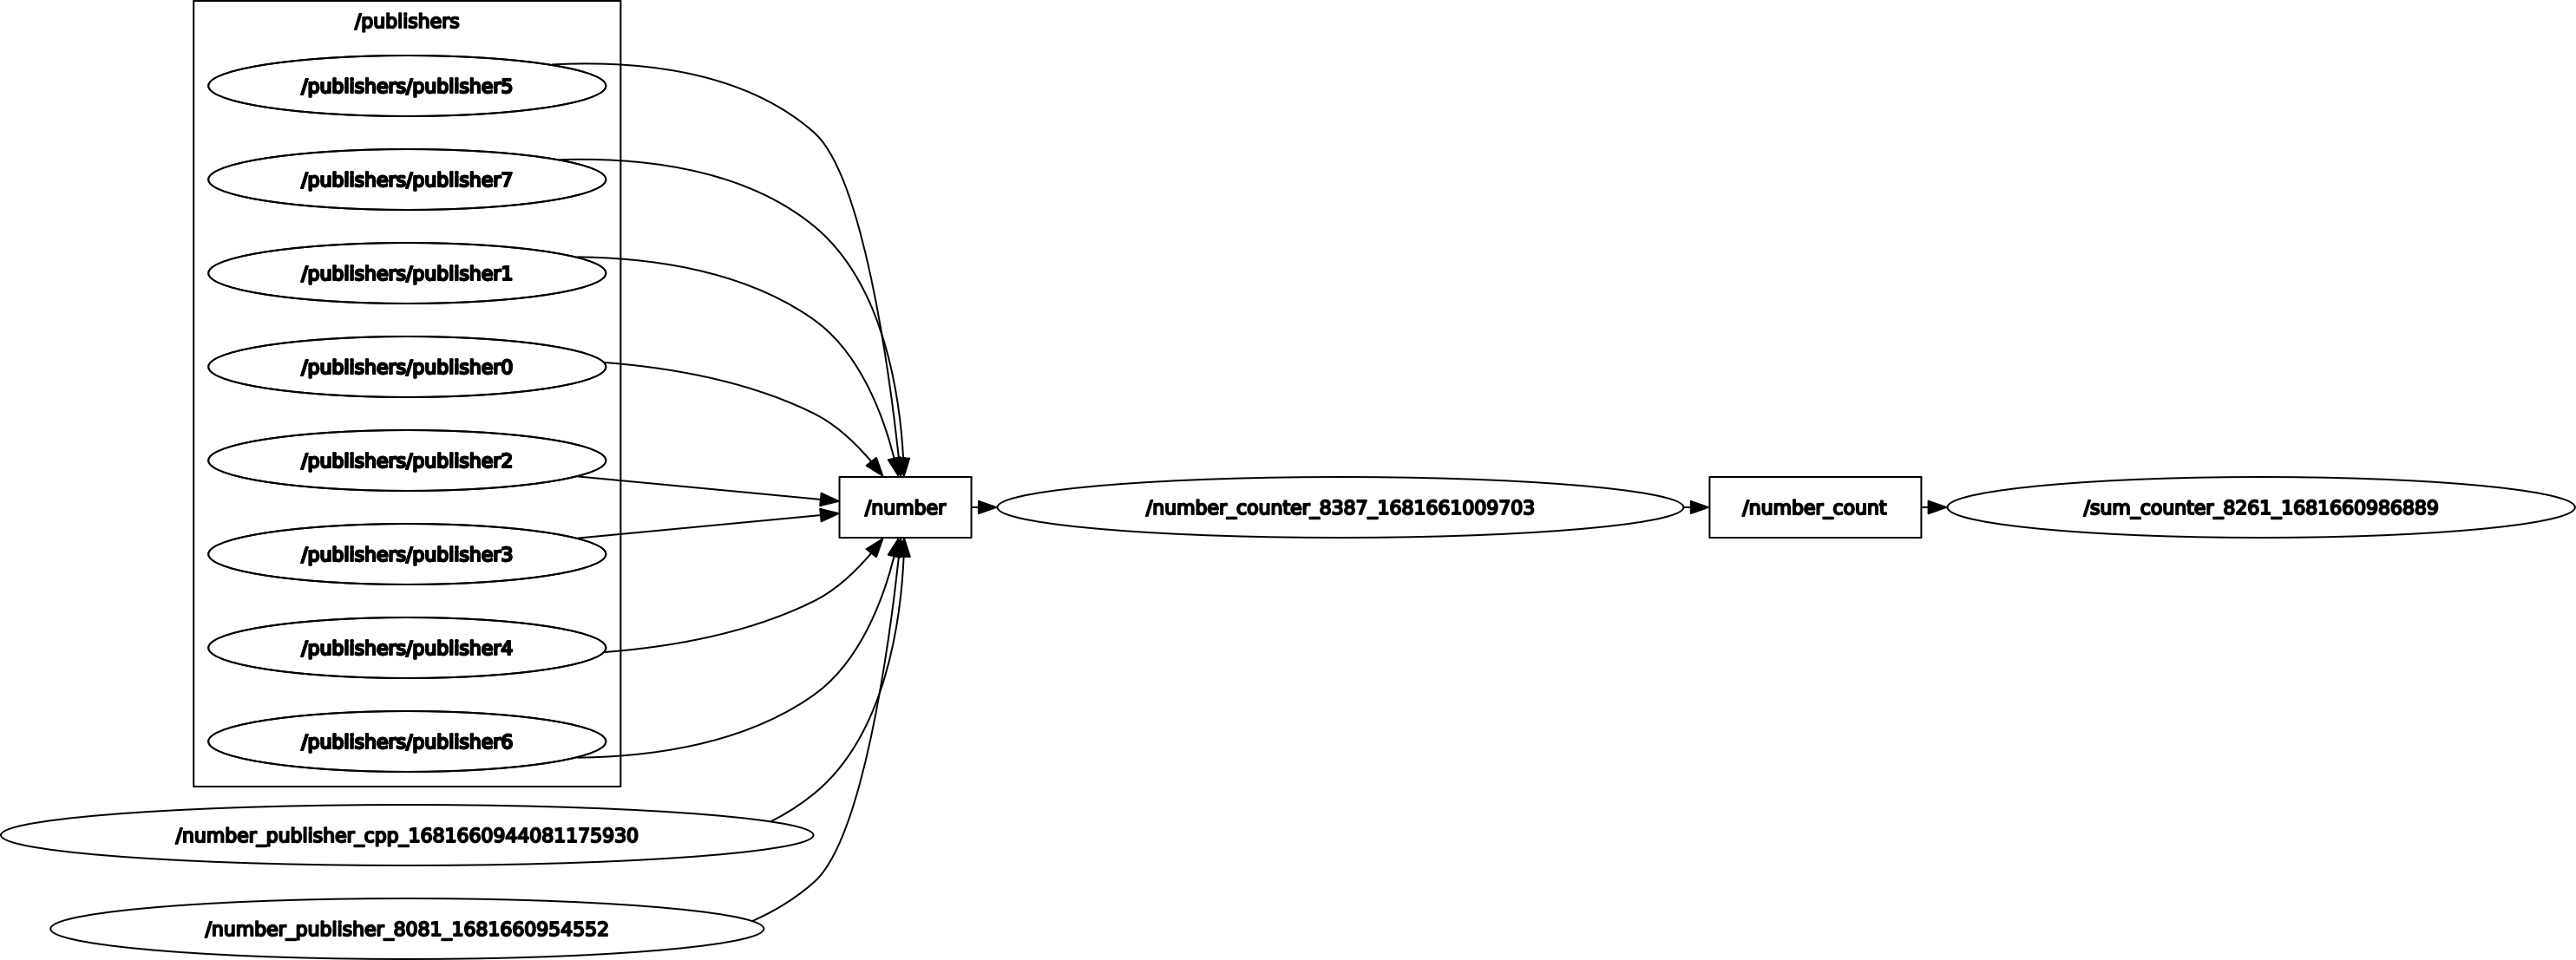 /publishers
/publishers/publisher5
/publishers/publisher7
/publishers/publisher1
/publishers/publisher0
/publishers/publisher2
/publishers/publisher3
/publishers/publisher4
/publishers/publisher6
/number_publisher_cpp_1681660944081175930
/number_publisher_8081_1681660954552
/number
/number_counter_8387_1681661009703
/number_count
/sum_counter_8261_1681660986889